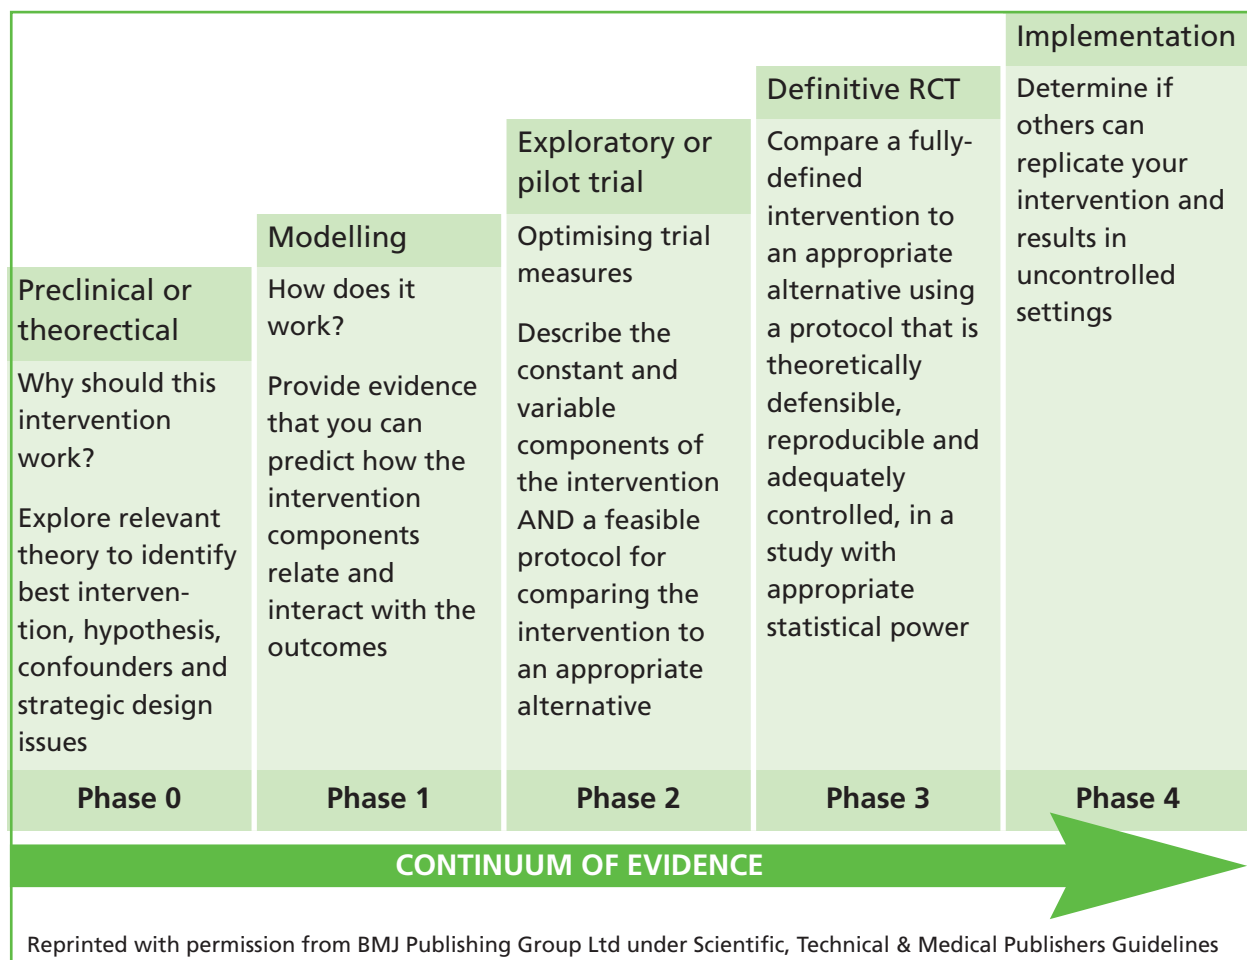 Preclinical or
theorectical
Why should this
intervention
work?
Explore relevant
theory to identify
best interven-
tion, hypothesis,
confounders and
strategic design
issues
Phase 0
Modelling
How does it
work?
Provide evidence
that you can
predict how the
intervention
components
relate and
interact with the
outcomes
Phase 1
Exploratory or
pilot trial
Optimising trial
measures
Describe the
constant and
variable
components of
the intervention
AND a feasible
protocol for
comparing the
intervention to
an appropriate
alternative
Phase 2
Definitive RCT
Compare a fully-
defined
intervention to
an appropriate
alternative using
a protocol that is
theoretically
defensible,
reproducible and
adequately
controlled, in a
study with
appropriate
statistical power
Phase 3
Implementation
Determine if
others can
replicate your
intervention and
results in
uncontrolled
settings
Phase 4
CONTINUUM OF EVIDENCE
Reprinted with permission from BMJ Publishing Group Ltd under Scientific, Technical & Medical Publishers Guidelines